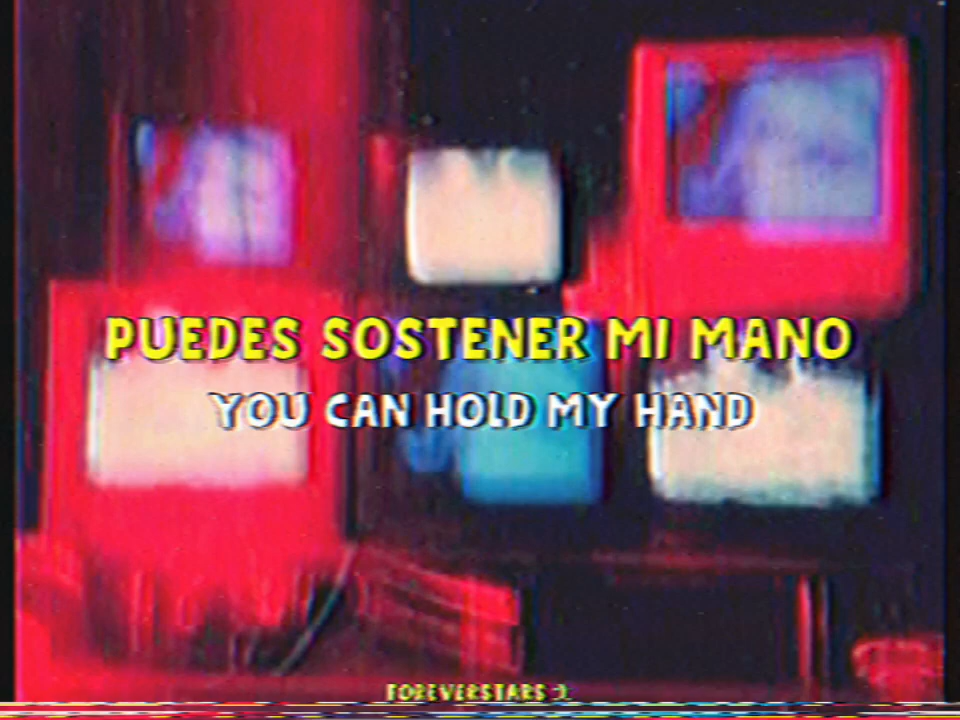 PUEDES SOSTENER MI MANO
YOU CAN HOLD MY HAND
FOREVERSTARS :)